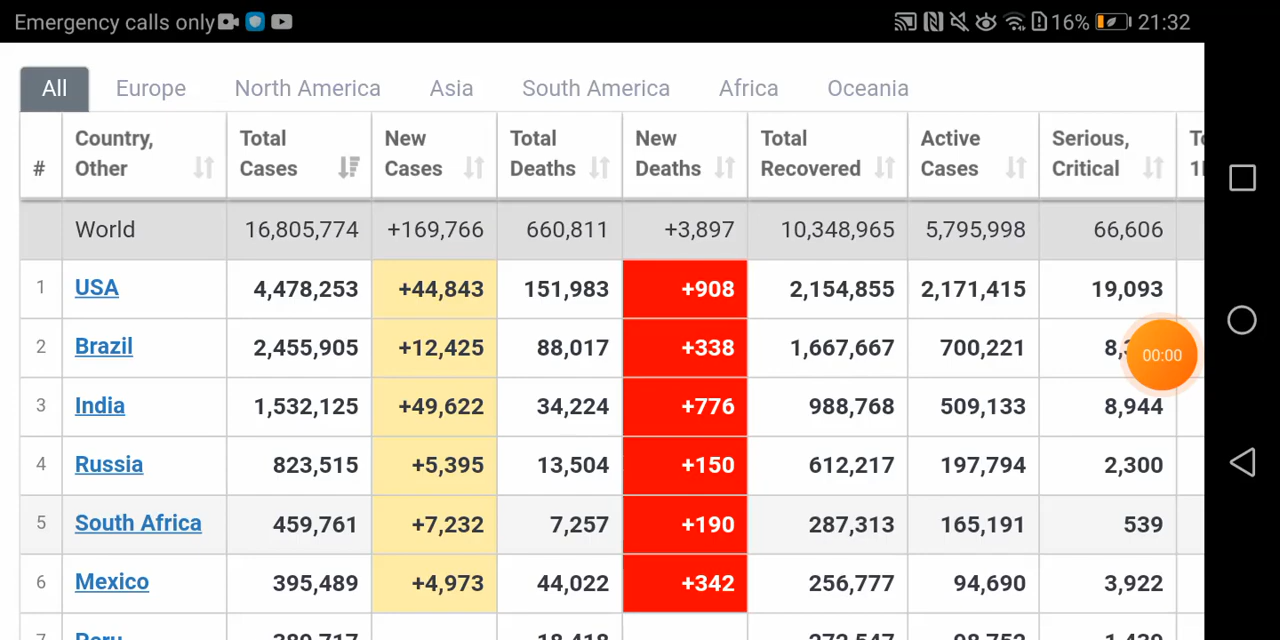 Emergency calls only 16% 21:32
All Europe North America Asia South America Africa Oceania
# Country, Other Total Cases New Cases Total Deaths New Deaths Total Recovered Active Cases Serious, Critical
World 16,805,774 +169,766 660,811 +3,897 10,348,965 5,795,998 66,606
1 USA 4,478,253 +44,843 151,983 +908 2,154,855 2,171,415 19,093
2 Brazil 2,455,905 +12,425 88,017 +338 1,667,667 700,221
00:00
3 India 1,532,125 +49,622 34,224 +776 988,768 509,133 8,944
4 Russia 823,515 +5,395 13,504 +150 612,217 197,794 2,300
5 South Africa 459,761 +7,232 7,257 +190 287,313 165,191 539
6 Mexico 395,489 +4,973 44,022 +342 256,777 94,690 3,922